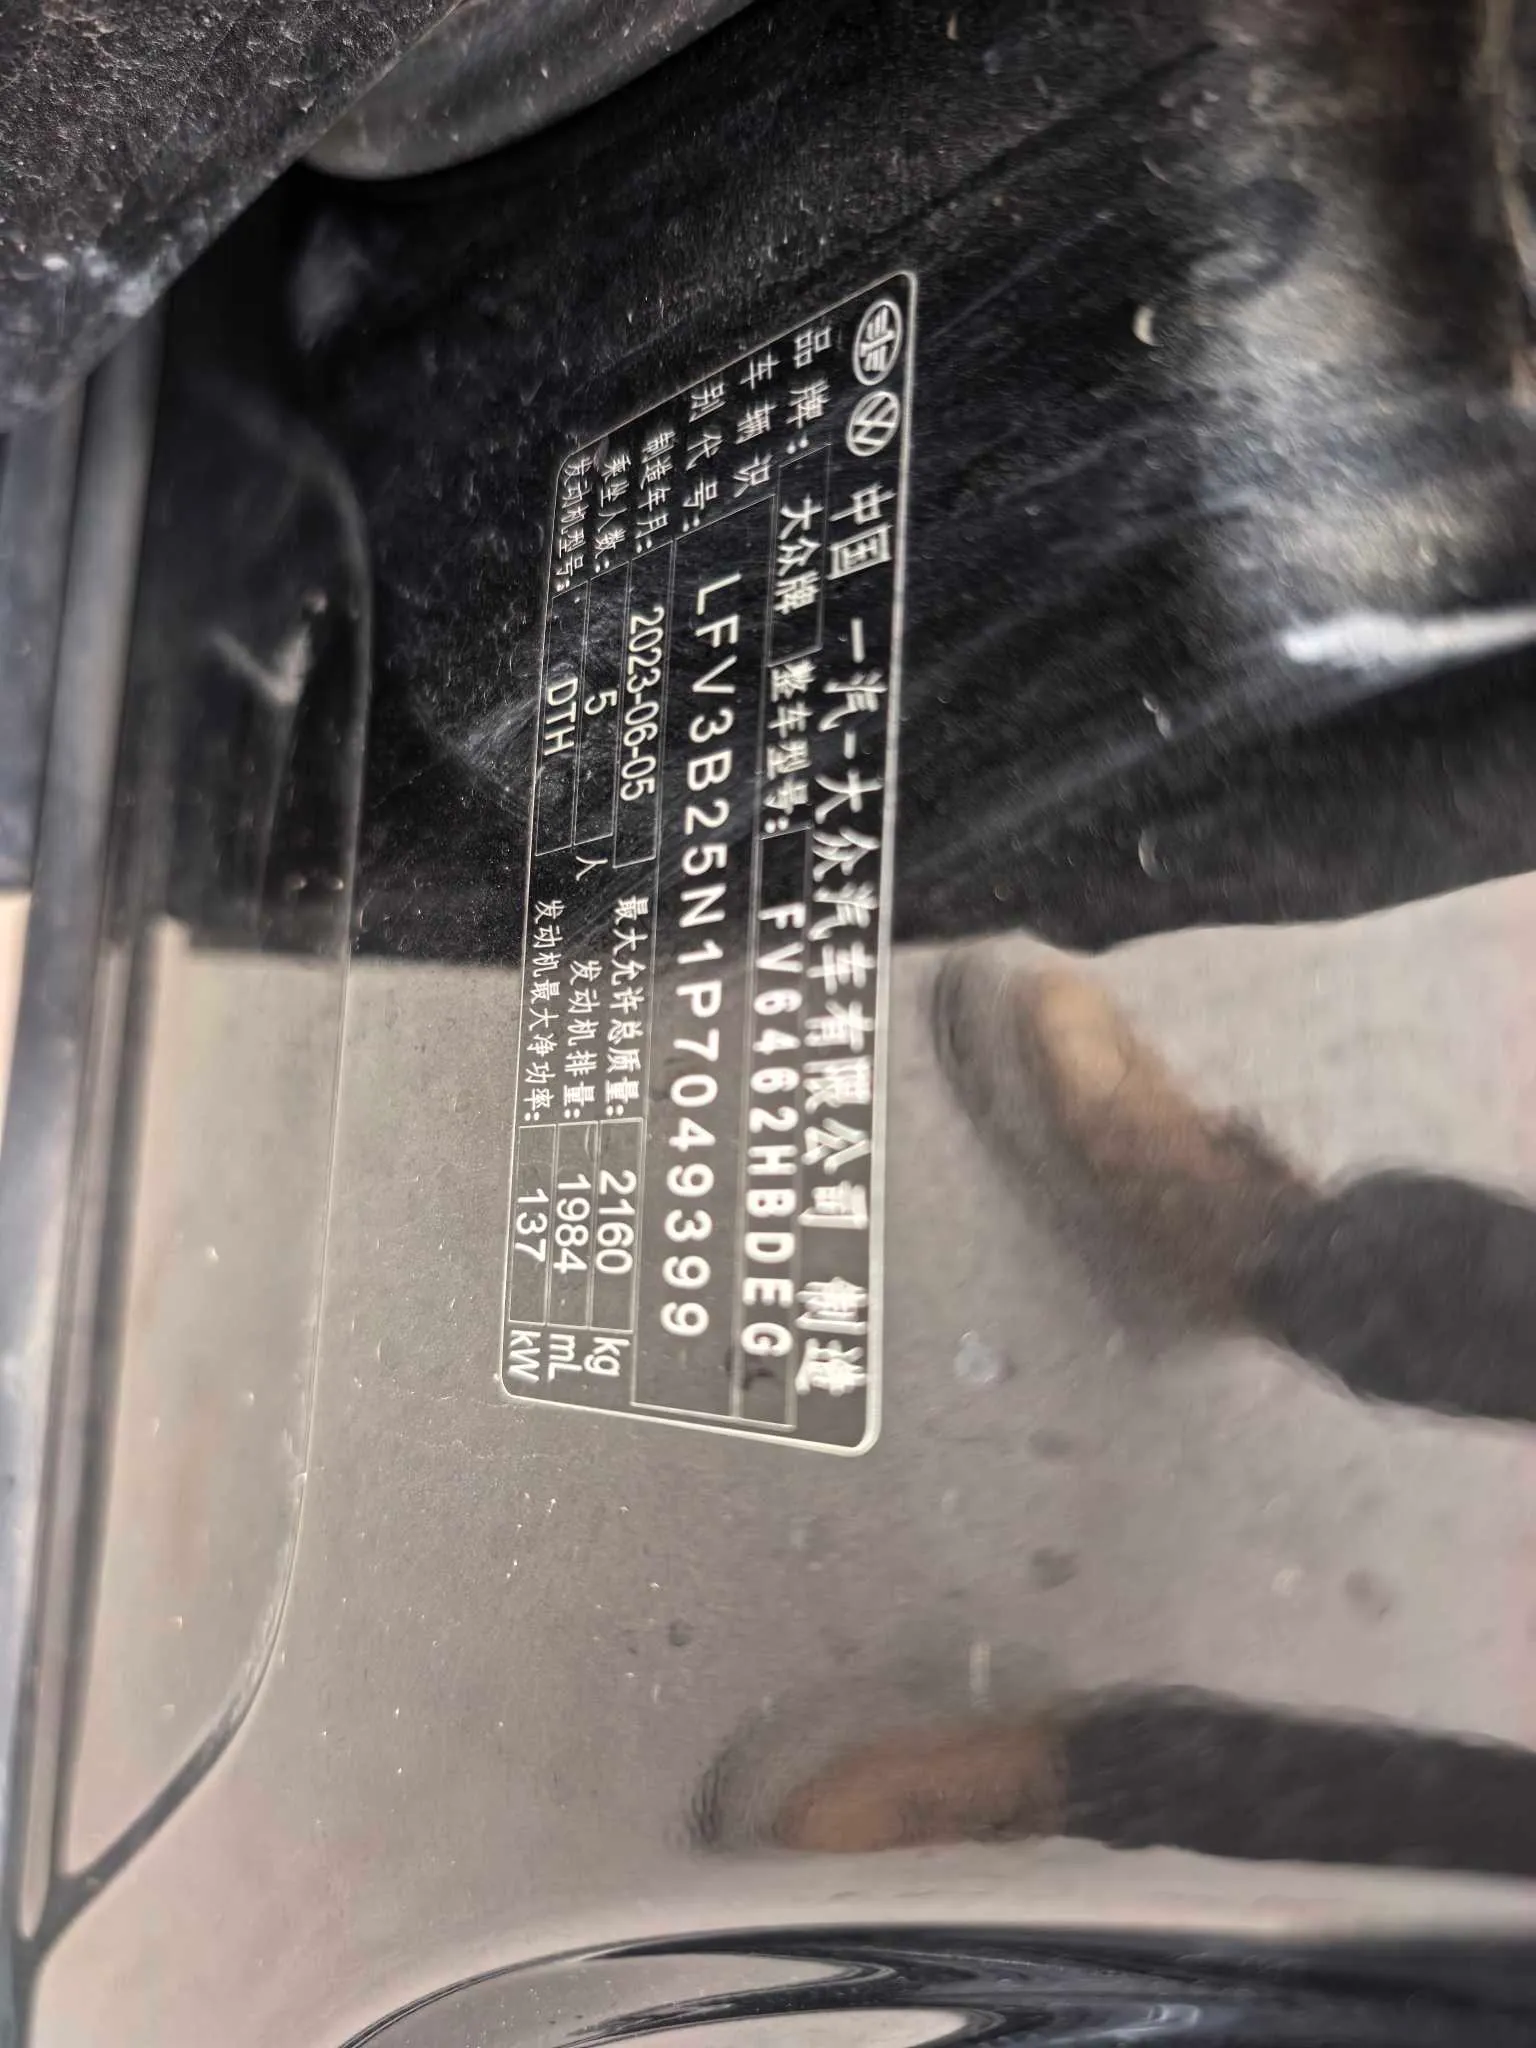 中国 一汽-大众汽车有限公司 制造
品牌: 大众牌 整车型号: FV6462HBDEG
车辆识别代号: LFV3B25N1P7049399
制造年月: 2023-06-05 最大允许总质量: 2160 kg
乘坐人数: 5 人 发动机排量: 1984 mL
发动机型号: DTH 发动机最大净功率: 137 kW